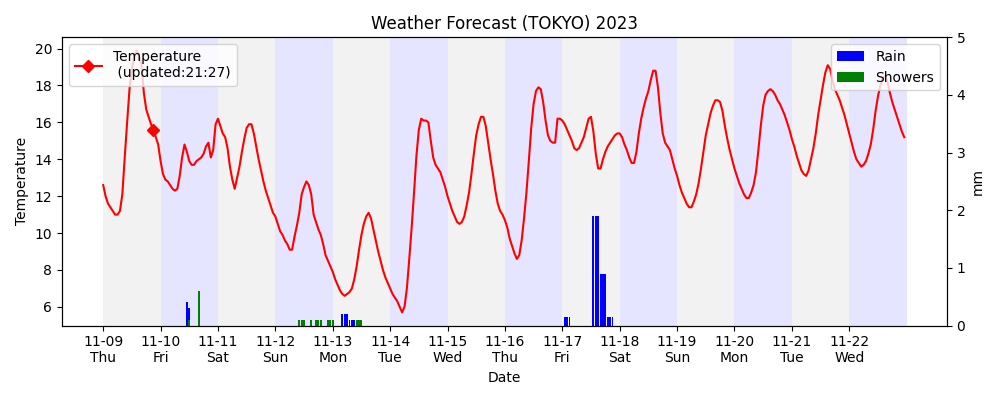 Weather Forecast (TOKYO) 2023
Temperature
(updated:21:27)
Rain
Showers
Temperature
20
18
16
14
12
10
8
6
5
4
3
2
1
0
mm
11-09 11-10 11-11 11-12 11-13 11-14 11-15 11-16 11-17 11-18 11-19 11-20 11-21 11-22
Thu Fri Sat Sun Mon Tue Wed Thu Fri Sat Sun Mon Tue Wed
Date